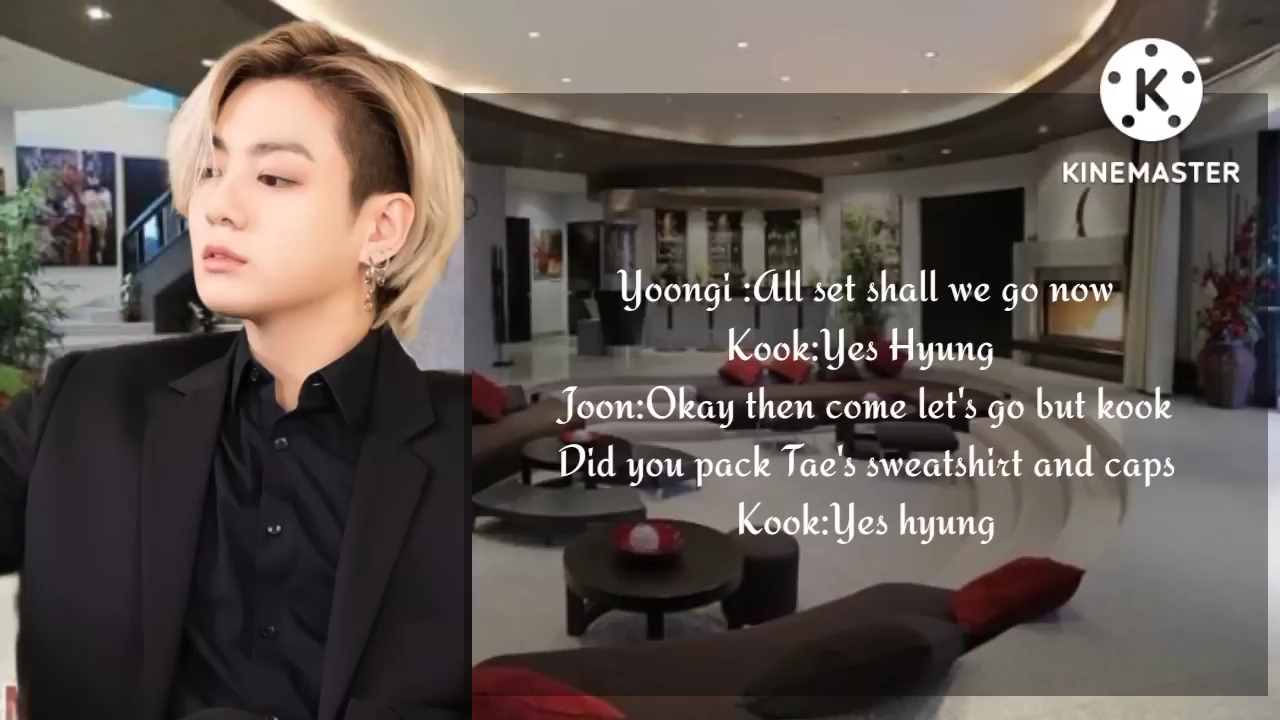 K
KINEMASTER
Yoongi :All set shall we go now
Kook:Yes Hyung
Joon:Okay then come let's go but kook
Did you pack Tae's sweatshirt and caps
Kook:Yes hyung